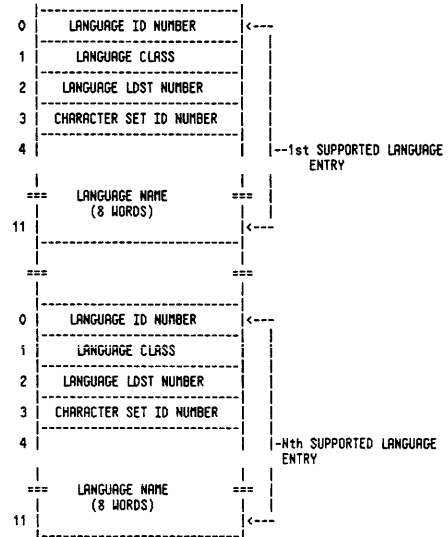 0 LANGUAGE ID NUMBER
1 LANGUAGE CLASS
2 LANGUAGE LDST NUMBER
3 CHARACTER SET ID NUMBER
4 --1st SUPPORTED LANGUAGE
ENTRY
=== LANGUAGE NAME ===
(8 WORDS)
11
=== ===
0 LANGUAGE ID NUMBER
1 LANGUAGE CLASS
2 LANGUAGE LDST NUMBER
3 CHARACTER SET ID NUMBER
4 -Nth SUPPORTED LANGUAGE
ENTRY
=== LANGUAGE NAME ===
(8 WORDS)
11